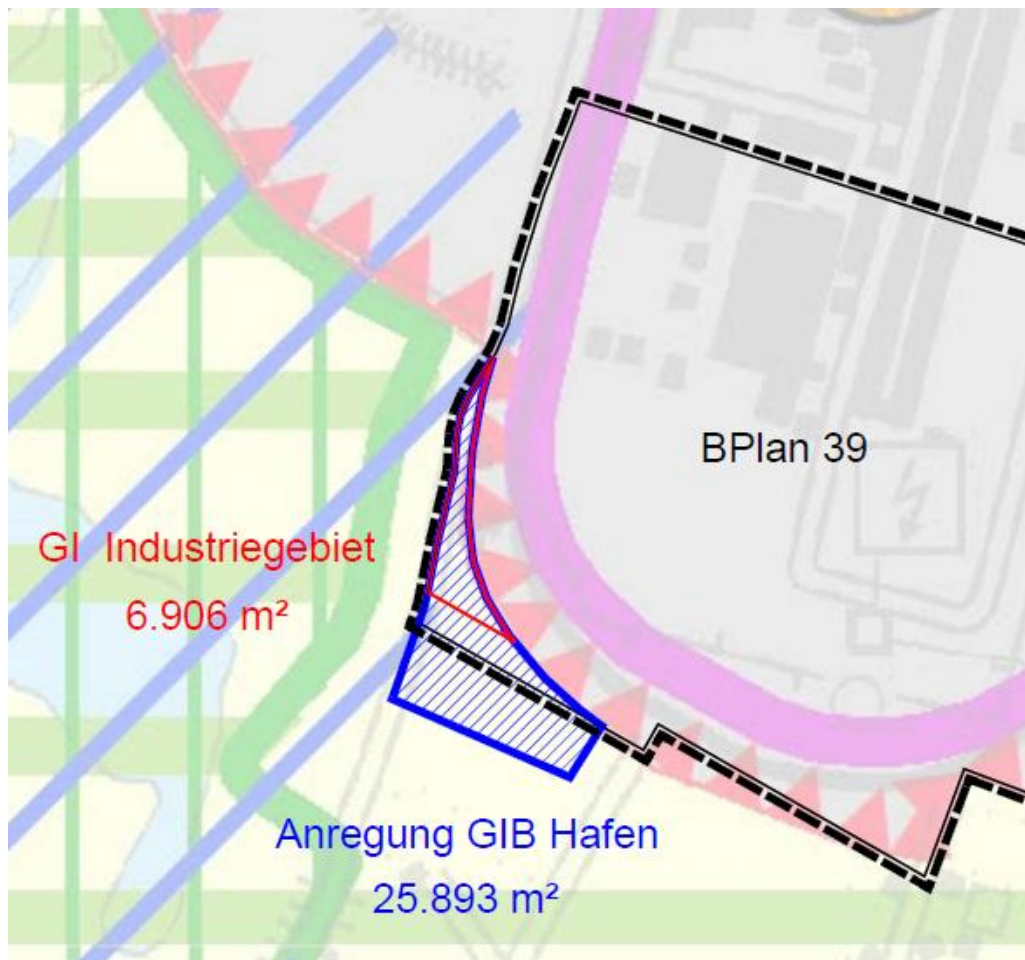 BPlan 39
GI Industriegebiet
6.906 m²
Anregung GIB Hafen
25.893 m²